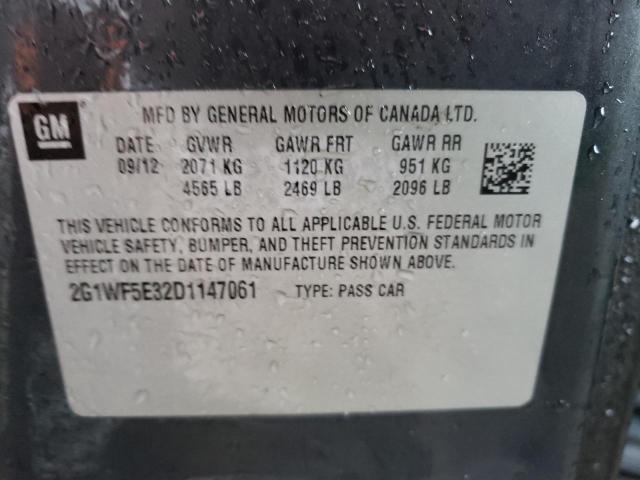 GM
MFD BY GENERAL MOTORS OF CANADA LTD.
DATE GVWR GAWR FRT GAWR RR
09/12 2071 KG 1120 KG 951 KG
4565 LB 2469 LB 2096 LB
THIS VEHICLE CONFORMS TO ALL APPLICABLE U.S. FEDERAL MOTOR
VEHICLE SAFETY, BUMPER, AND THEFT PREVENTION STANDARDS IN
EFFECT ON THE DATE OF MANUFACTURE SHOWN ABOVE.
2G1WF5E32D1147061 TYPE: PASS CAR